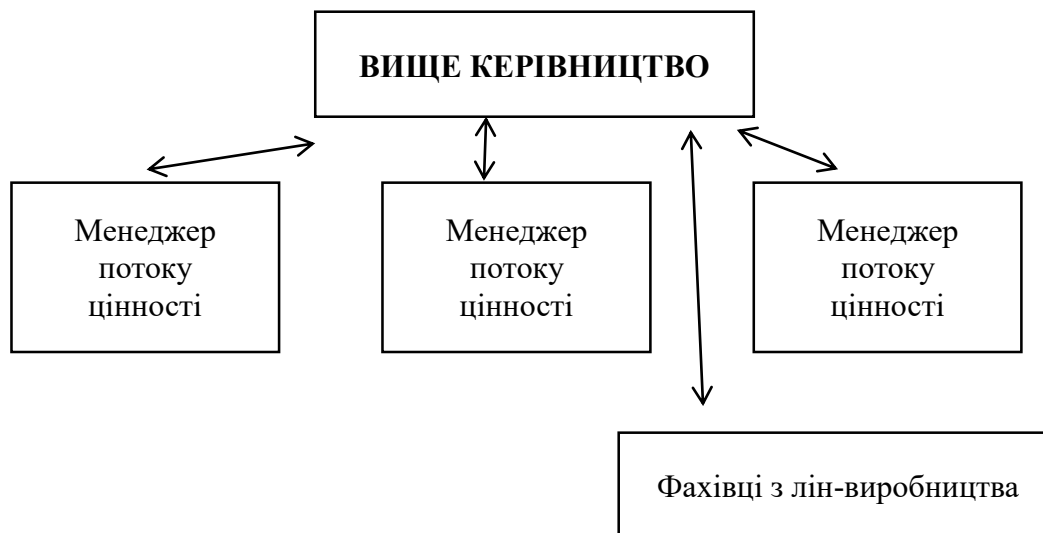 ВИЩЕ КЕРІВНИЦТВО
Менеджер
потоку
цінності
Менеджер
потоку
цінності
Менеджер
потоку
цінності
Фахівці з лін-виробництва